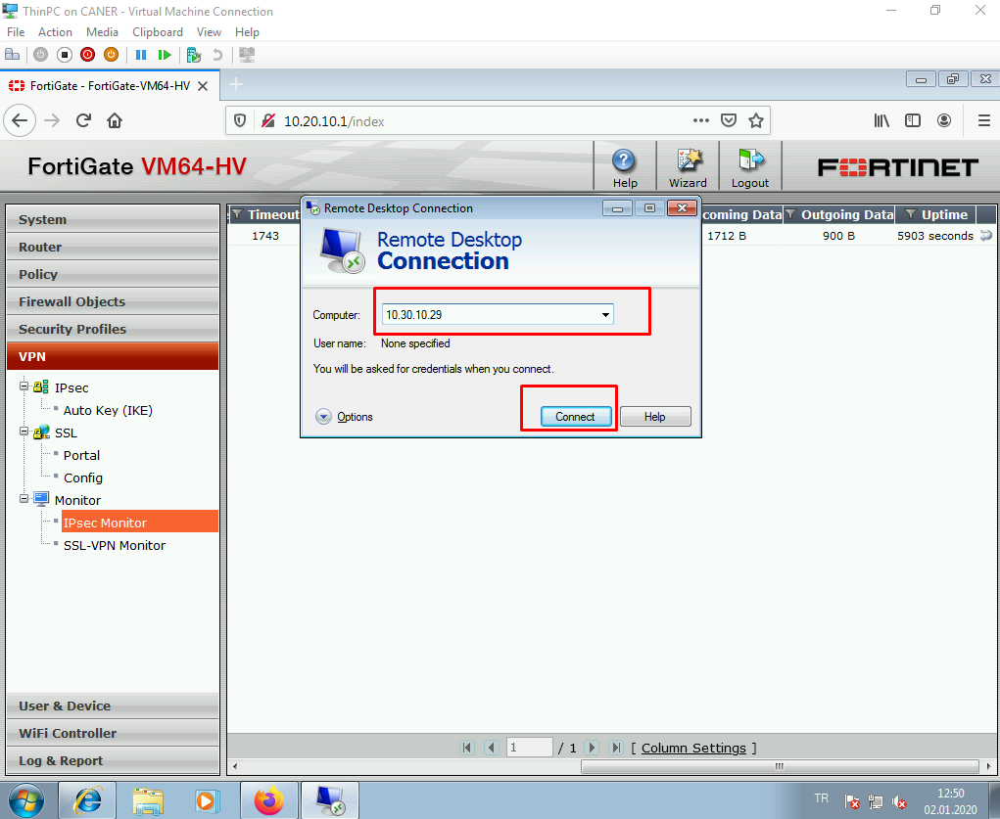 ThinPC on CANER - Virtual Machine Connection
File Action Media Clipboard View Help
FortiGate - FortiGate-VM64-HV
10.20.10.1/index
FortiGate VM64-HV
Help Wizard Logout
FORTINET
System
Router
Policy
Firewall Objects
Security Profiles
VPN
IPsec
Auto Key (IKE)
SSL
Portal
Config
Monitor
IPsec Monitor
SSL-VPN Monitor
User & Device
WiFi Controller
Log & Report
Timeout coming Data Outgoing Data Uptime
1743 1712 B 900 B 5903 seconds
Remote Desktop Connection
Remote Desktop
Connection
Computer: 10.30.10.29
User name: None specified
You will be asked for credentials when you connect.
Options Connect Help
1 / 1 [ Column Settings ]
TR 12:50
02.01.2020